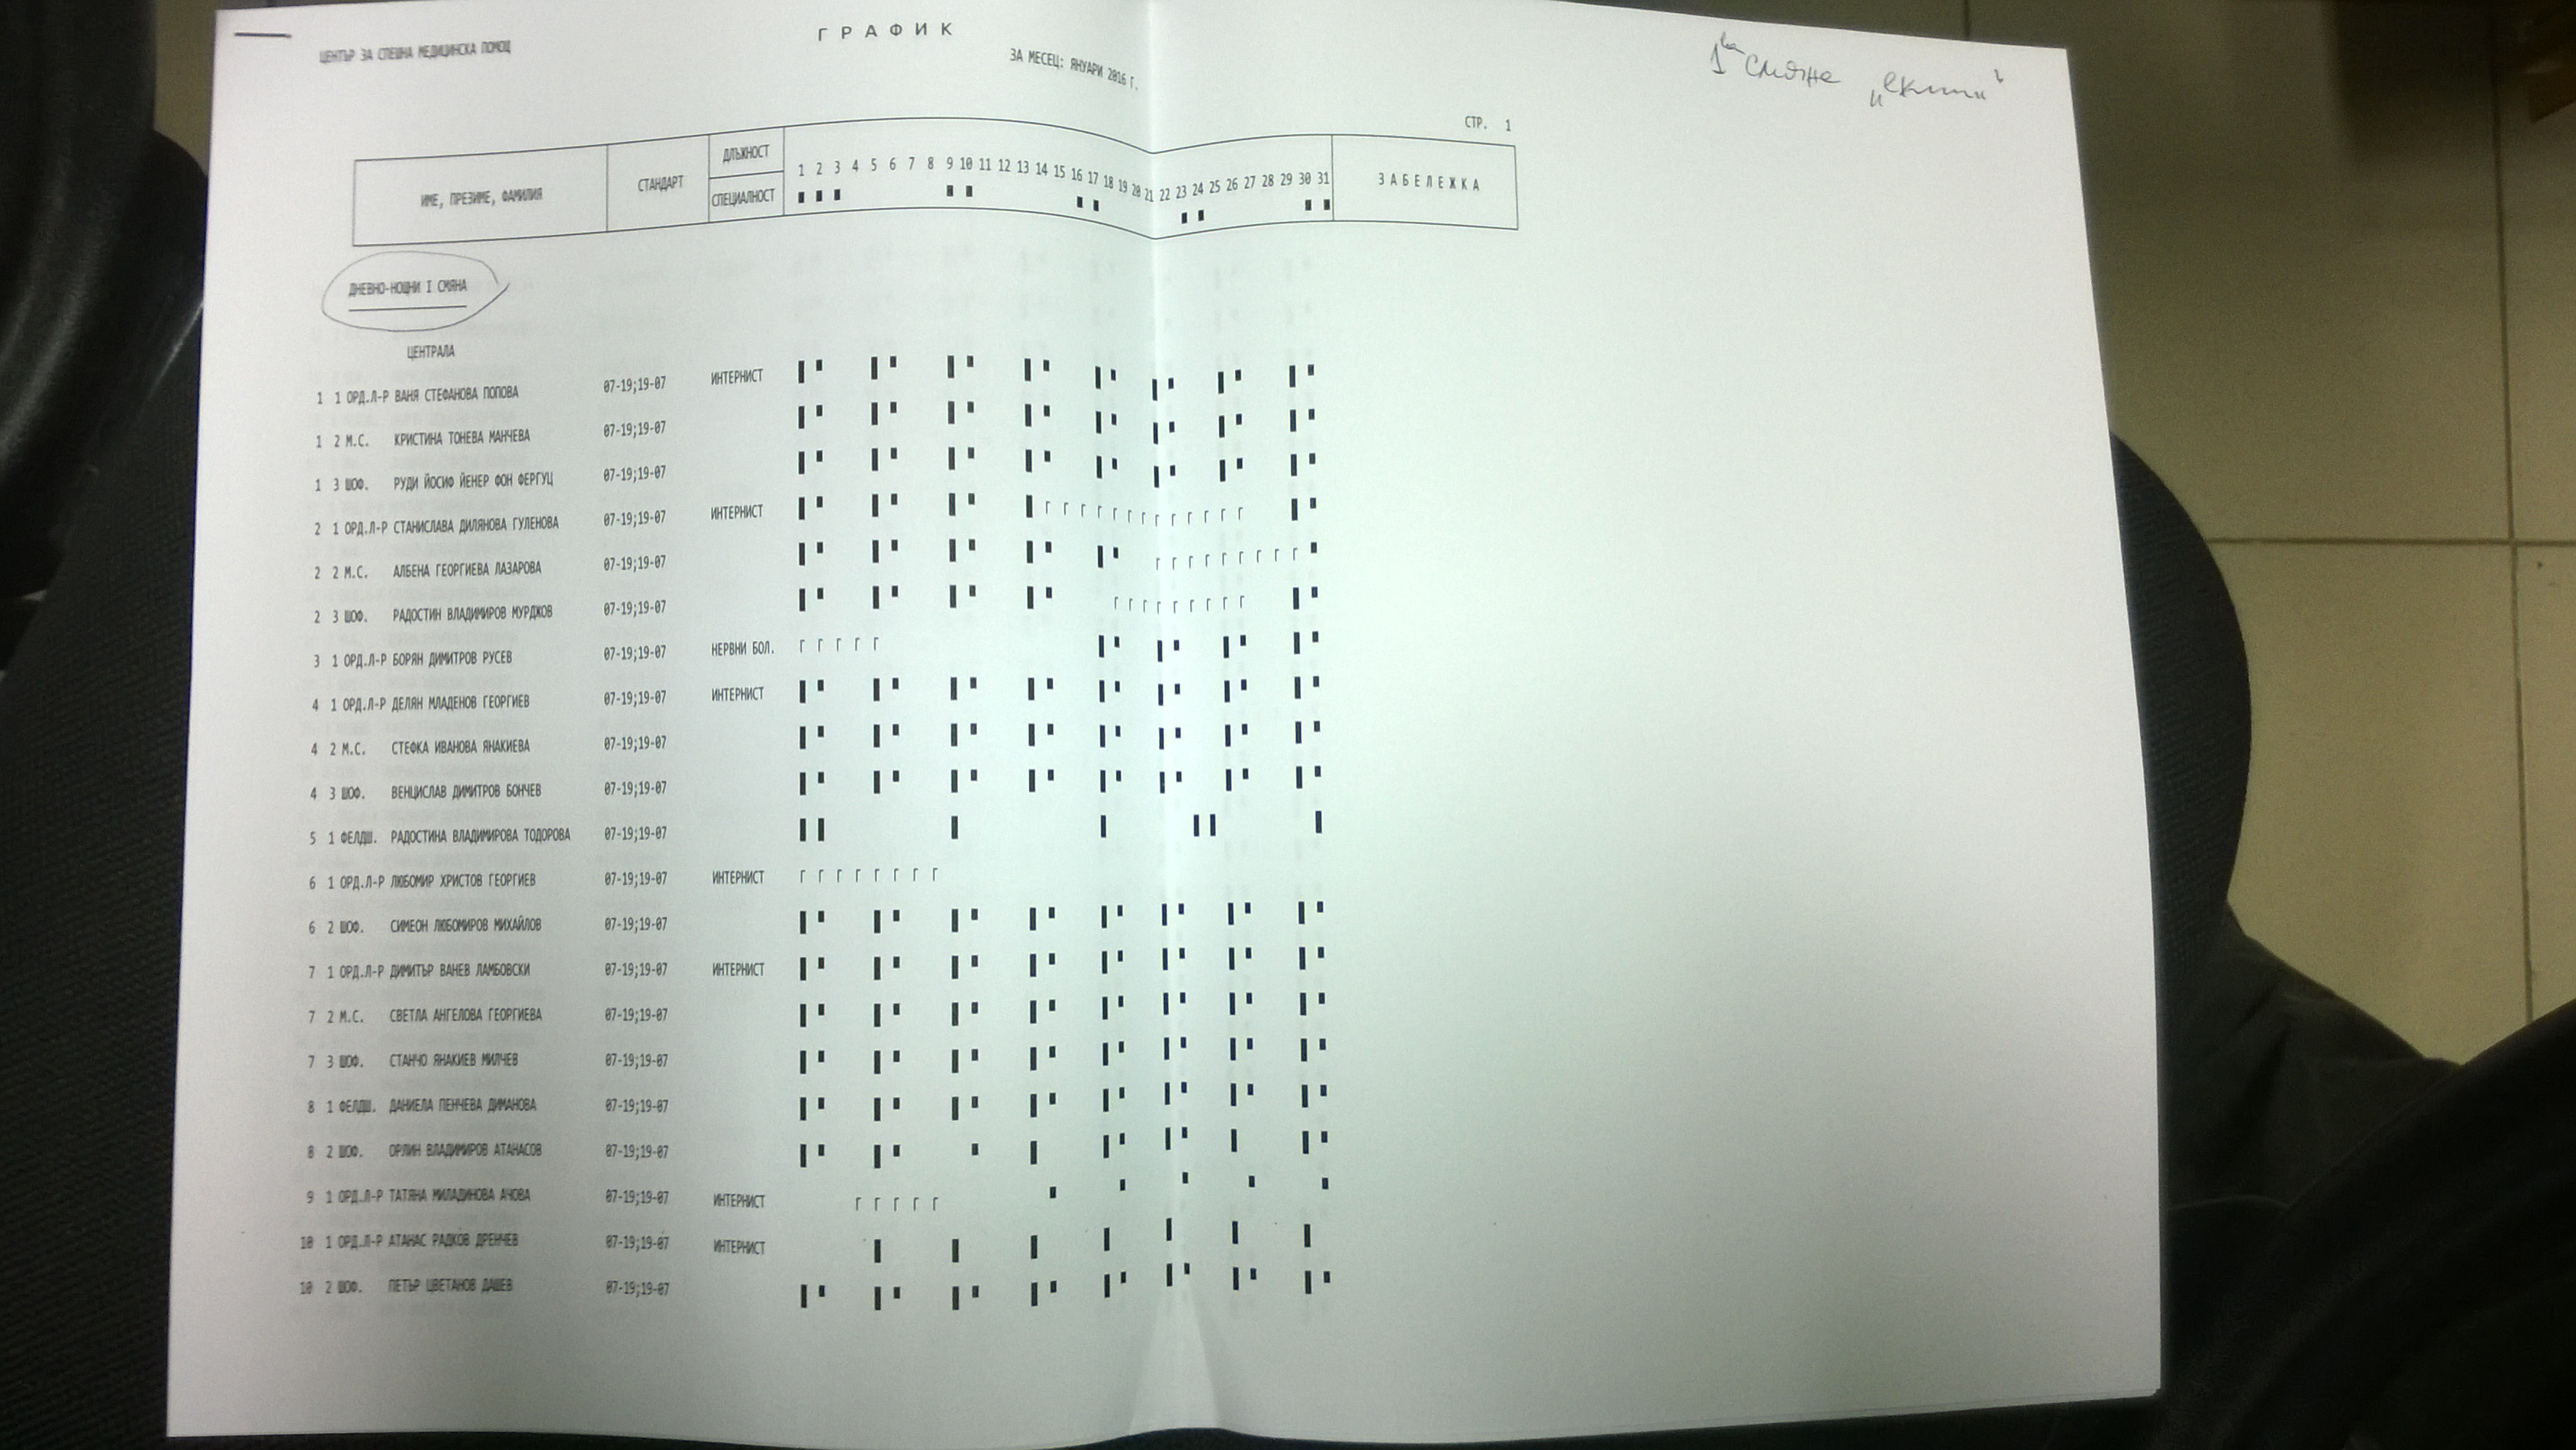 ЦЕНТЪР ЗА СПЕШНА МЕДИЦИНСКА ПОМОЩ
Г Р А Ф И К
ЗА МЕСЕЦ: ЯНУАРИ 2016 г.
1ва смяна „екипи“
СТР. 1
ИМЕ, ПРЕЗИМЕ, ФАМИЛИЯ СТАНДАРТ ДЛЪЖНОСТ СПЕЦИАЛНОСТ 1 2 3 4 5 6 7 8 9 10 11 12 13 14 15 16 17 18 19 20 21 22 23 24 25 26 27 28 29 30 31 З А Б Е Л Е Ж К А
ДНЕВНО-НОЩНИ I СМЯНА
ЦЕНТРАЛА
1 1 ОРД.Л-Р ВАНЯ СТЕФАНОВА ПОПОВА 07-19;19-07 ИНТЕРНИСТ
1 2 М.С. КРИСТИНА ТОНЕВА МАНЧЕВА 07-19;19-07
1 3 ШОФ. РУДИ ЙОСИФ ЙЕНЕР ФОН ФЕРГУЦ 07-19;19-07
2 1 ОРД.Л-Р СТАНИСЛАВА ДИЛЯНОВА ГУЛЕНОВА 07-19;19-07 ИНТЕРНИСТ Г Г Г Г Г Г Г Г Г Г Г Г Г
2 2 М.С. АЛБЕНА ГЕОРГИЕВА ЛАЗАРОВА 07-19;19-07 Г Г Г Г Г Г Г Г Г
2 3 ШОФ. РАДОСТИН ВЛАДИМИРОВ МУРДЖОВ 07-19;19-07 Г Г Г Г Г Г Г Г Г
3 1 ОРД.Л-Р БОРЯН ДИМИТРОВ РУСЕВ 07-19;19-07 НЕРВНИ БОЛ. Г Г Г Г Г
4 1 ОРД.Л-Р ДЕЛЯН МЛАДЕНОВ ГЕОРГИЕВ 07-19;19-07 ИНТЕРНИСТ
4 2 М.С. СТЕФКА ИВАНОВА ЯНАКИЕВА 07-19;19-07
4 3 ШОФ. ВЕНЦИСЛАВ ДИМИТРОВ БОНЧЕВ 07-19;19-07
5 1 ФЕЛДШ. РАДОСТИНА ВЛАДИМИРОВА ТОДОРОВА 07-19;19-07
6 1 ОРД.Л-Р ЛЮБОМИР ХРИСТОВ ГЕОРГИЕВ 07-19;19-07 ИНТЕРНИСТ Г Г Г Г Г Г Г Г
6 2 ШОФ. СИМЕОН ЛЮБОМИРОВ МИХАЙЛОВ 07-19;19-07
7 1 ОРД.Л-Р ДИМИТЪР ВАНЕВ ЛАМБОВСКИ 07-19;19-07 ИНТЕРНИСТ
7 2 М.С. СВЕТЛА АНГЕЛОВА ГЕОРГИЕВА 07-19;19-07
7 3 ШОФ. СТАНЧО ЯНАКИЕВ МИЛЧЕВ 07-19;19-07
8 1 ФЕЛДШ. ДАНИЕЛА ПЕНЧЕВА ДИМАНОВА 07-19;19-07
8 2 ШОФ. ОРЛИН ВЛАДИМИРОВ АТАНАСОВ 07-19;19-07
9 1 ОРД.Л-Р ТАТЯНА МИЛАДИНОВА АЧОВА 07-19;19-07 ИНТЕРНИСТ Г Г Г Г Г
10 1 ОРД.Л-Р АТАНАС РАДКОВ ДРЕНЧЕВ 07-19;19-07 ИНТЕРНИСТ
10 2 ШОФ. ПЕТЪР ЦВЕТАНОВ ДАШЕВ 07-19;19-07